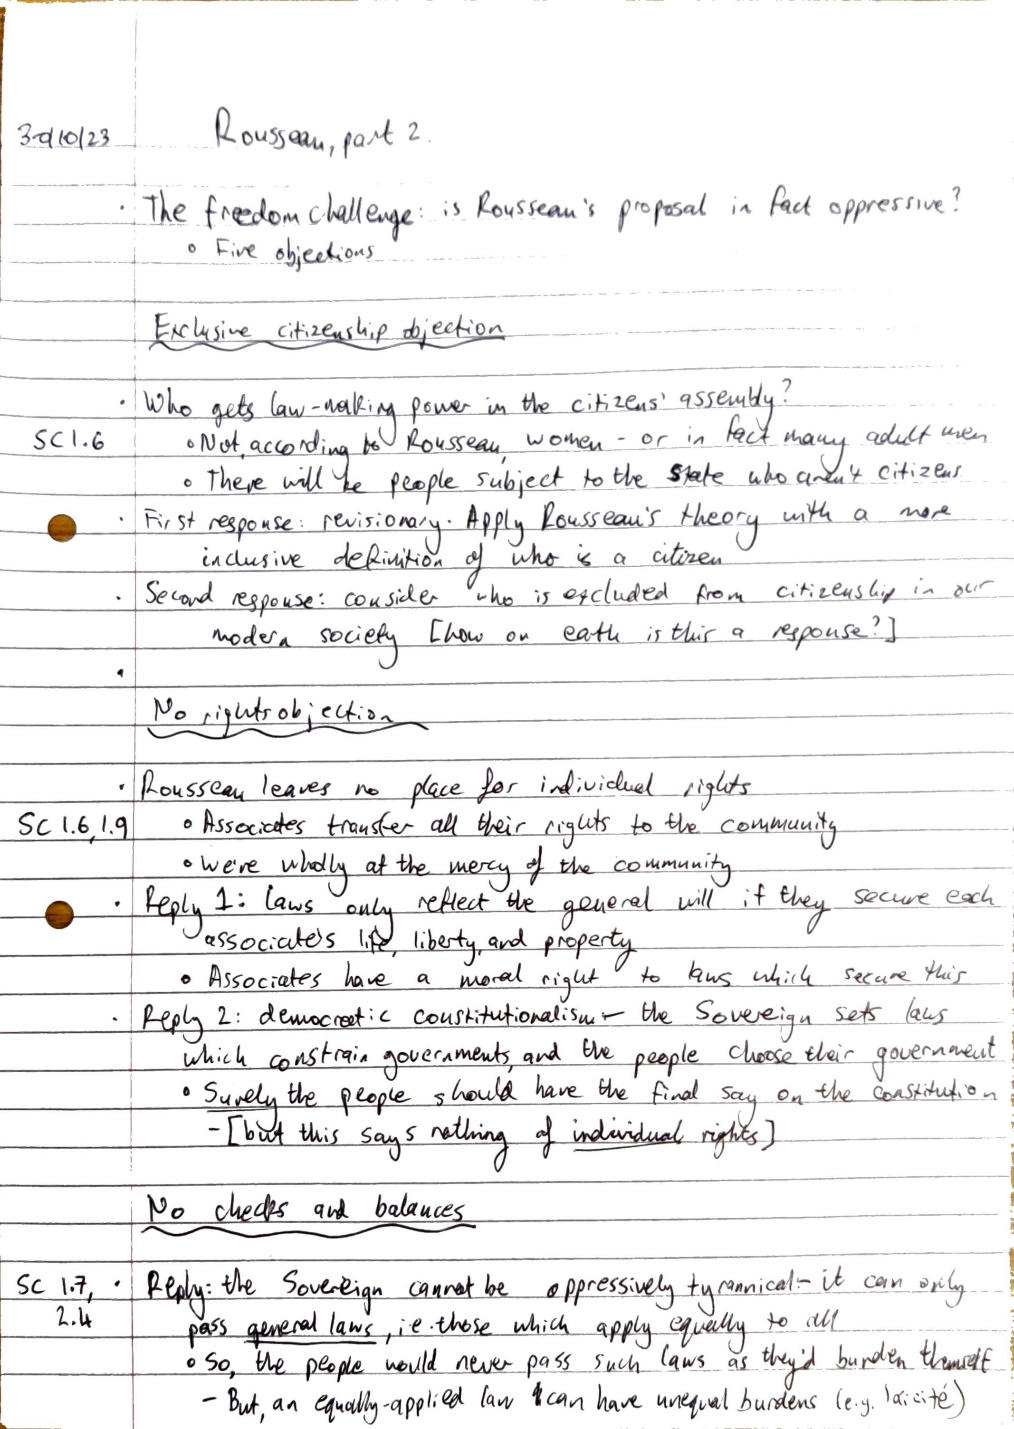 30/10/23 Rousseau, part 2.
· The freedom challenge: is Rousseau's proposal in fact oppressive?
∘ Five objections
Exclusive citizenship objection
· Who gets law-making power in the citizens' assembly?
SC1.6 ∘ Not, according to Rousseau, women - or in fact many adult men
∘ There will be people subject to the state who aren't citizens
· First response: revisionary. Apply Rousseau's theory with a more
inclusive definition of who is a citizen
· Second response: consider who is excluded from citizenship in our
modern society [how on earth is this a response?]
·
No rights objection
· Rousseau leaves no place for individual rights
SC 1.6, 1.9 ∘ Associates transfer all their rights to the community
∘ We're wholly at the mercy of the community
· Reply 1: laws only reflect the general will if they secure each
associate's life, liberty, and property
∘ Associates have a moral right to laws which secure this
· Reply 2: democratic constitutionalism - the Sovereign sets laws
which constrain governments, and the people choose their government
∘ Surely the people should have the final say on the constitution
- [but this says nothing of individual rights]
No checks and balances
SC 1.7, · Reply: the Sovereign cannot be oppressively tyrannical - it can only
2.4 pass general laws, i.e. those which apply equally to all
∘ So, the people would never pass such laws as they'd burden themself
- But, an equally-applied law can have unequal burdens (e.g. laïcité)